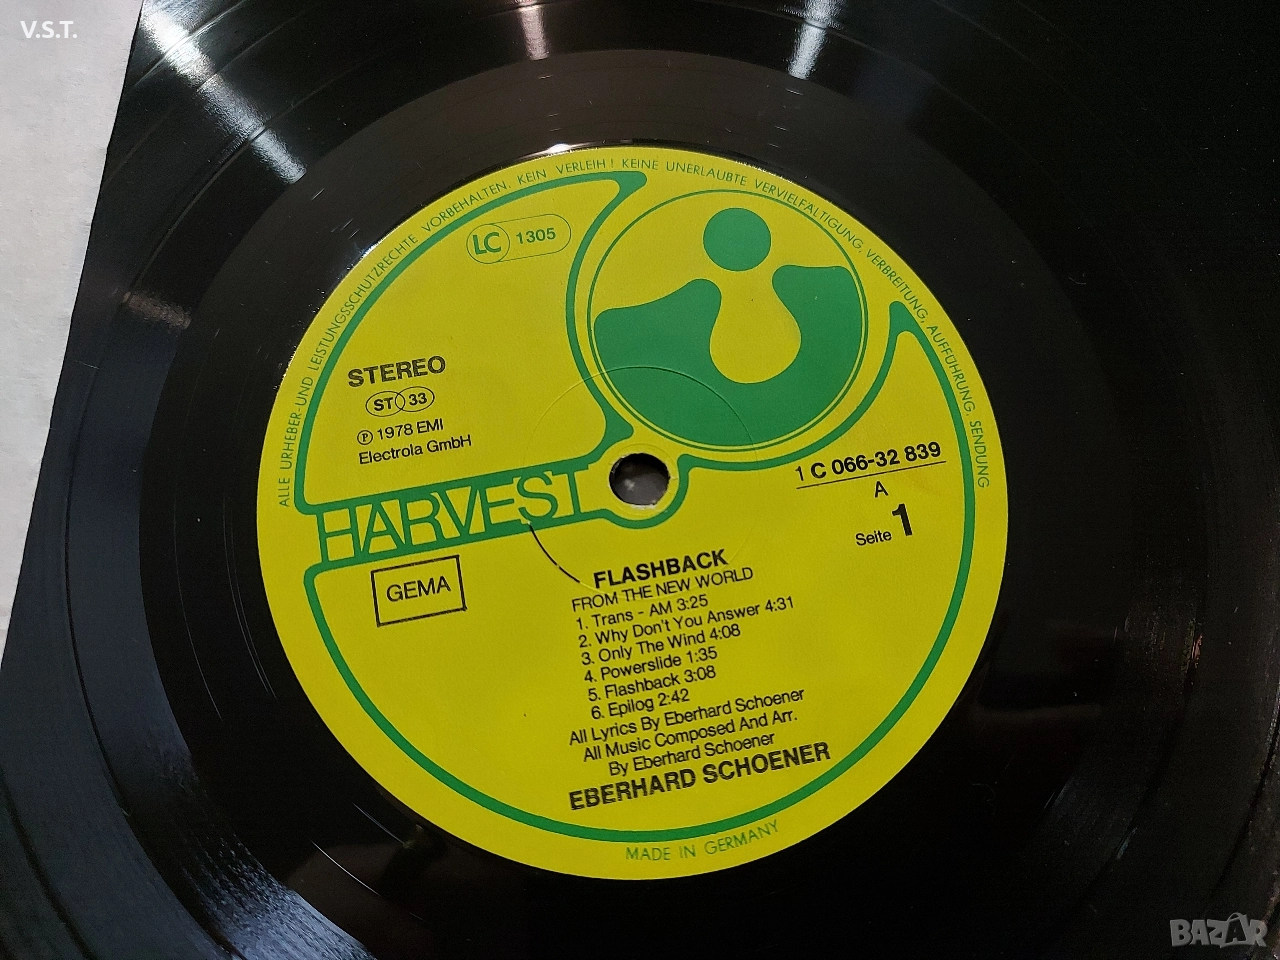 V.S.T.
ALLE URHEBER- UND LEISTUNGSSCHUTZRECHTE VORBEHALTEN. KEIN VERLEIH! KEINE UNERLAUBTE VERVIELFÄLTIGUNG, VERBREITUNG, AUFFÜHRUNG, SENDUNG
LC 1305
STEREO
ST 33
℗ 1978 EMI
Electrola GmbH
1 C 066-32 839
A
Seite 1
HARVEST
GEMA
FLASHBACK
FROM THE NEW WORLD
1. Trans - AM 3:25
2. Why Don't You Answer 4:31
3. Only The Wind 4:08
4. Powerslide 1:35
5. Flashback 3:08
6. Epilog 2:42
All Lyrics By Eberhard Schoener
All Music Composed And Arr.
By Eberhard Schoener
EBERHARD SCHOENER
MADE IN GERMANY
BAZAR